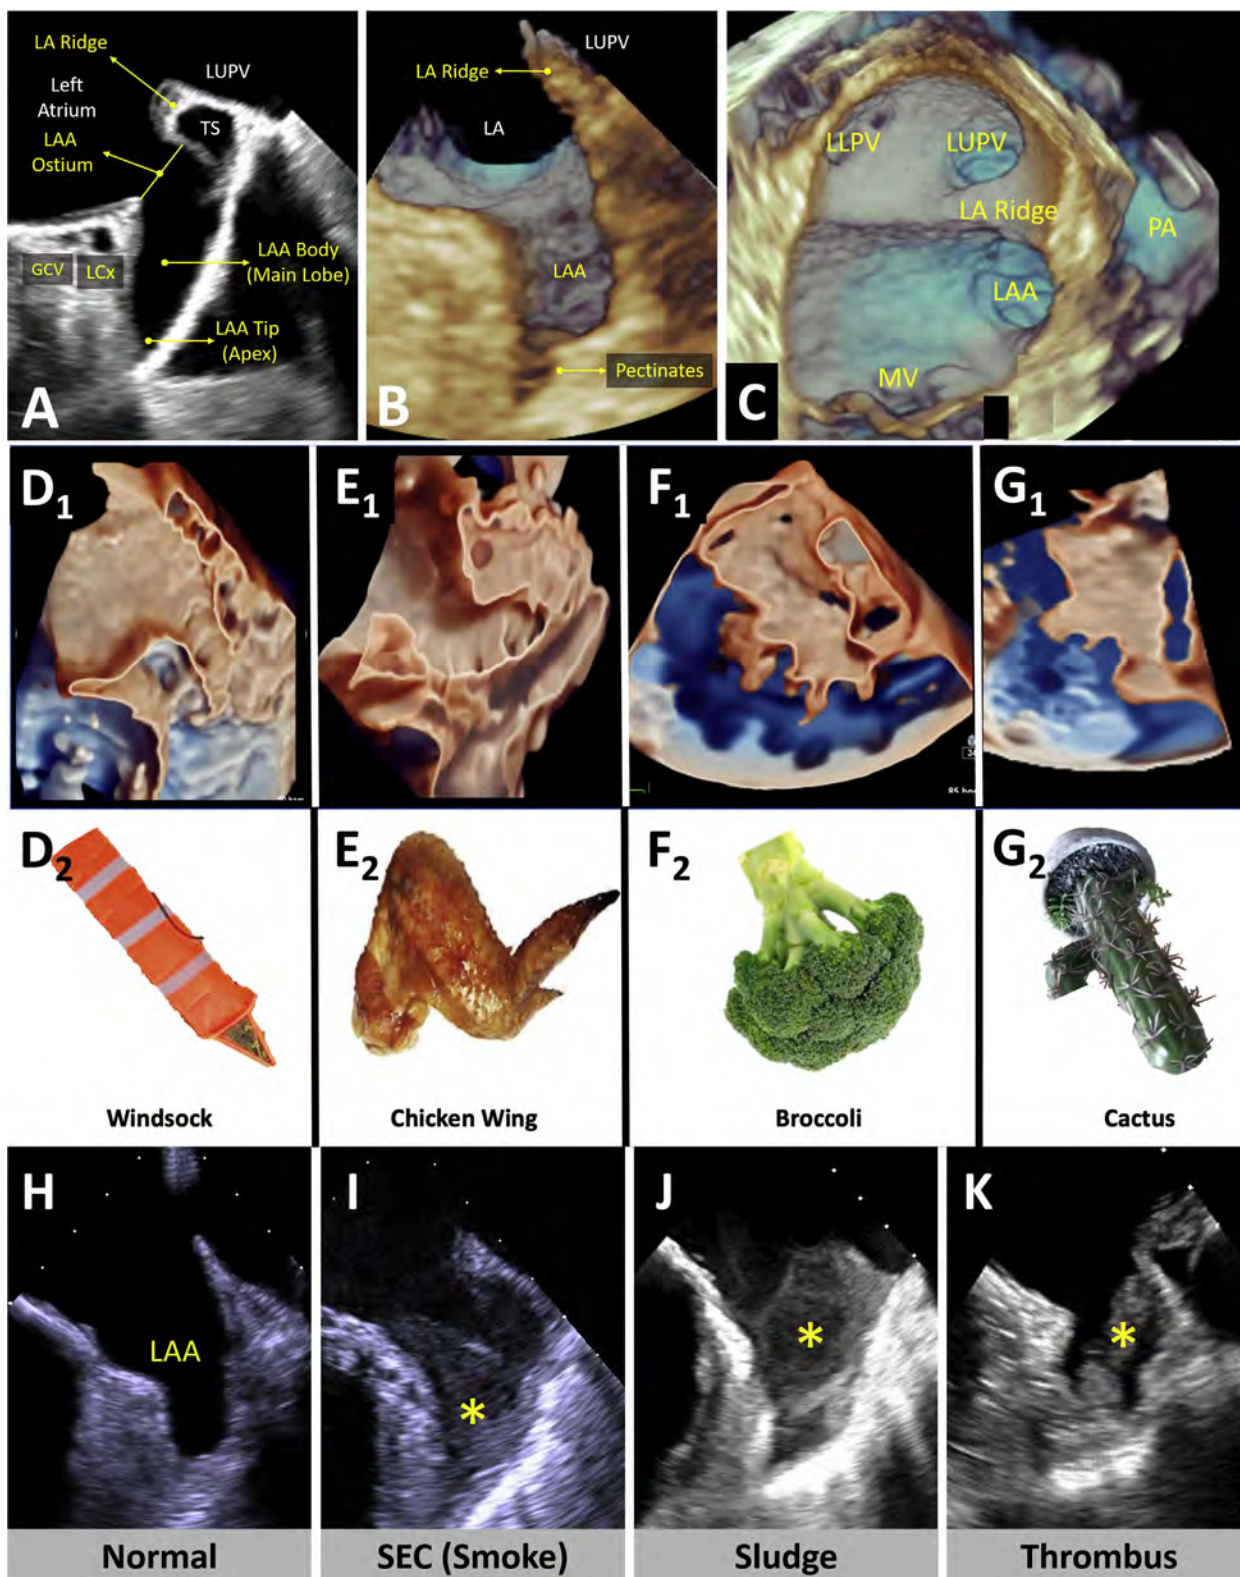 LA Ridge
LUPV
Left
Atrium
TS
LAA
Ostium
GCV
LCx
LAA Body
(Main Lobe)
LAA Tip
(Apex)
A
LUPV
LA Ridge
LA
LAA
Pectinates
B
LLPV
LUPV
LA Ridge
PA
LAA
MV
C
D1
E1
F1
G1
D2
E2
F2
G2
Windsock
Chicken Wing
Broccoli
Cactus
H
I
J
K
LAA
*
*
*
Normal
SEC (Smoke)
Sludge
Thrombus